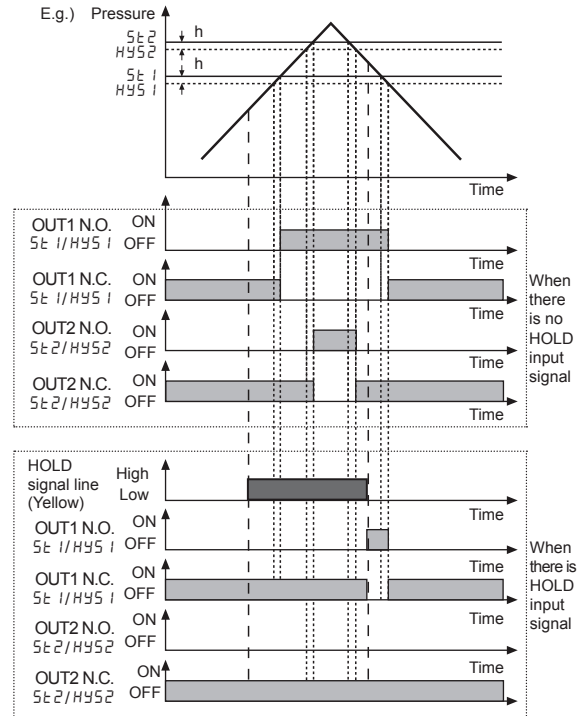 E.g.) Pressure
St2
h
HYS2
St1
h
HYS1
Time
OUT1 N.O. ON
St1/HYS1 OFF
Time
OUT1 N.C. ON
St1/HYS1 OFF
Time
OUT2 N.O. ON
St2/HYS2 OFF
Time
OUT2 N.C. ON
St2/HYS2 OFF
Time
When
there
is no
HOLD
input
signal
HOLD High
signal line Low
(Yellow)
Time
OUT1 N.O. ON
St1/HYS1 OFF
Time
OUT1 N.C. ON
St1/HYS1 OFF
Time
OUT2 N.O. ON
St2/HYS2 OFF
Time
OUT2 N.C. ON
St2/HYS2 OFF
Time
When
there is
HOLD
input
signal